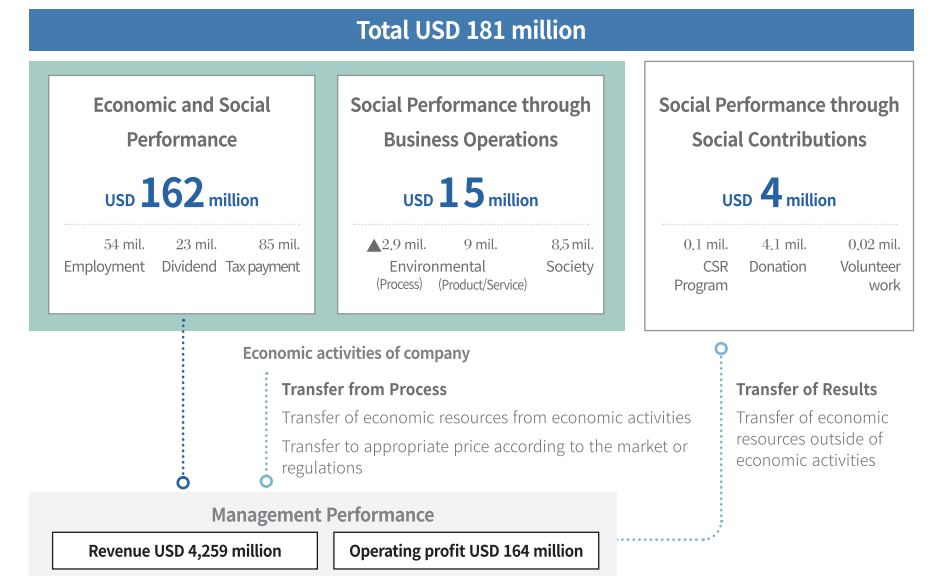 Total USD 181 million
Economic and Social
Performance
USD 162 million
54 mil. 23 mil. 85 mil.
Employment Dividend Tax payment
Social Performance through
Business Operations
USD 15 million
▲2.9 mil. 9 mil. 8.5 mil.
Environmental Society
(Process) (Product/Service)
Social Performance through
Social Contributions
USD 4 million
0.1 mil. 4.1 mil. 0.02 mil.
CSR Donation Volunteer
Program work
Economic activities of company
Transfer from Process
Transfer of economic resources from economic activities
Transfer to appropriate price according to the market or
regulations
Transfer of Results
Transfer of economic
resources outside of
economic activities
Management Performance
Revenue USD 4,259 million
Operating profit USD 164 million